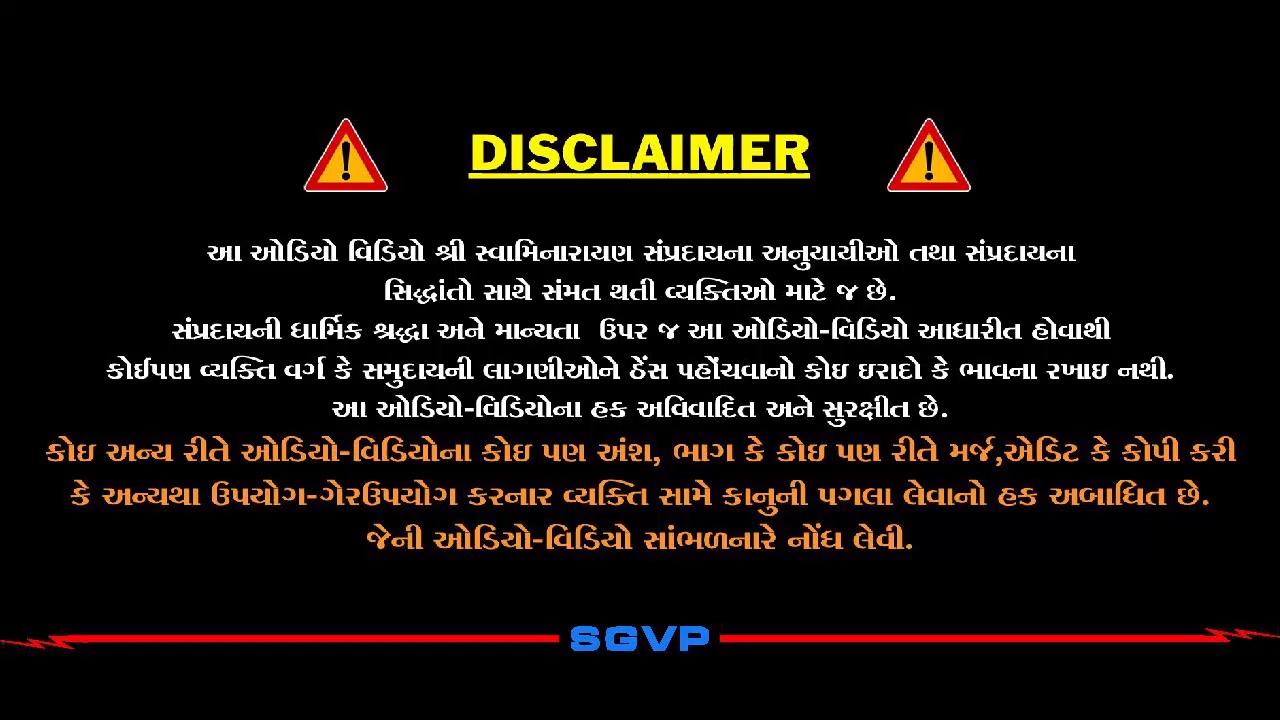 DISCLAIMER
આ ઓડિયો વિડિયો શ્રી સ્વામિનારાયણ સંપ્રદાયના અનુયાયીઓ તથા સંપ્રદાયના
સિદ્ધાંતો સાથે સંમત થતી વ્યક્તિઓ માટે જ છે.
સંપ્રદાયની ધાર્મિક શ્રદ્ધા અને માન્યતા ઉપર જ આ ઓડિયો-વિડિયો આધારીત હોવાથી
કોઈપણ વ્યક્તિ વર્ગ કે સમુદાયની લાગણીઓને ઠેંસ પહોંચવાનો કોઇ ઇરાદો કે ભાવના રખાઇ નથી.
આ ઓડિયો-વિડિયોના હક અવિવાદિત અને સુરક્ષીત છે.
કોઇ અન્ય રીતે ઓડિયો-વિડિયોના કોઇ પણ અંશ, ભાગ કે કોઇ પણ રીતે મર્જ,એડિટ કે કોપી કરી
કે અન્યથા ઉપયોગ-ગેરઉપયોગ કરનાર વ્યક્તિ સામે કાનુની પગલા લેવાનો હક અબાધિત છે.
જેની ઓડિયો-વિડિયો સાંભળનારે નોંધ લેવી.
SGVP